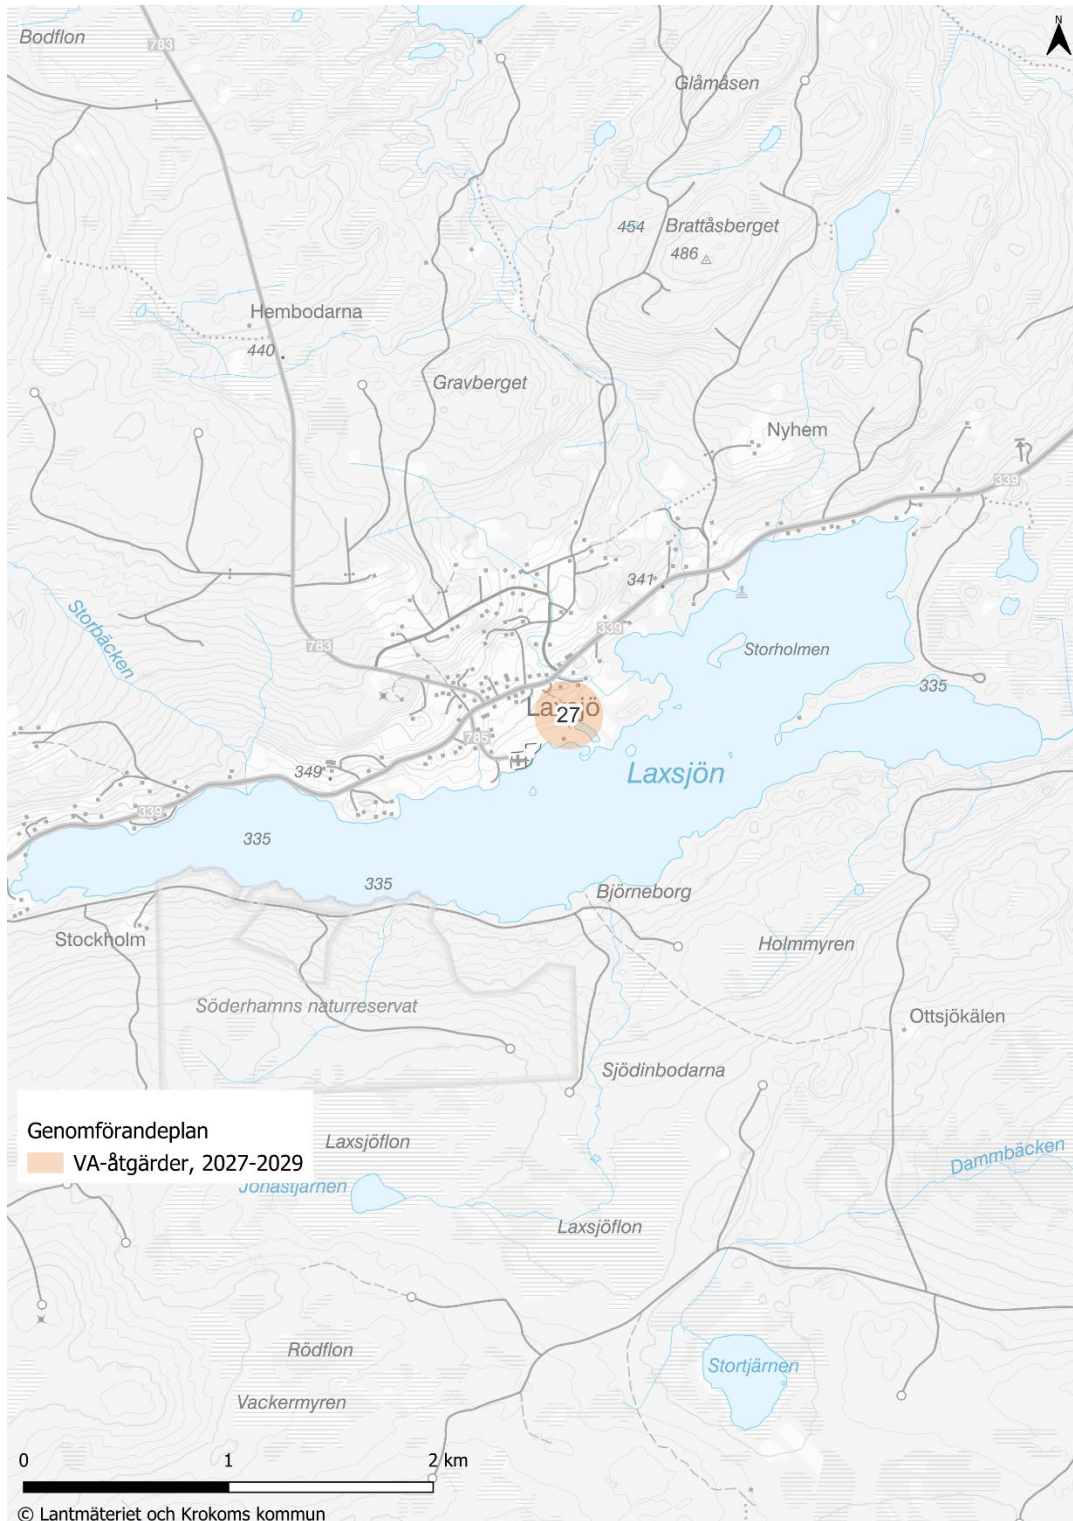 N
Bodflon
783
Glåmåsen
454
Brattåsberget
486
Hembodarna
440
Gravberget
Nyhem
339
341
Storbäcken
339
783
Storholmen
335
Laxsjö
27
785
349
Laxsjön
339
335
335
Björneborg
Stockholm
Holmmyren
Söderhamns naturreservat
Ottsjökälen
Sjödinbodarna
Genomförandeplan
VA-åtgärder, 2027-2029
Laxsjöflon
Dammbäcken
Jonastjärnen
Laxsjöflon
Rödflon
Stortjärnen
Vackermyren
0 1 2 km
© Lantmäteriet och Krokoms kommun